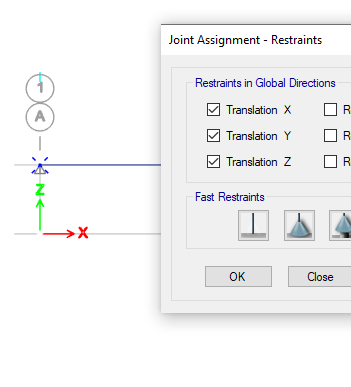 1
A
Z
X
Joint Assignment - Restraints
Restraints in Global Directions
Translation X
R
Translation Y
R
Translation Z
R
Fast Restraints
OK
Close